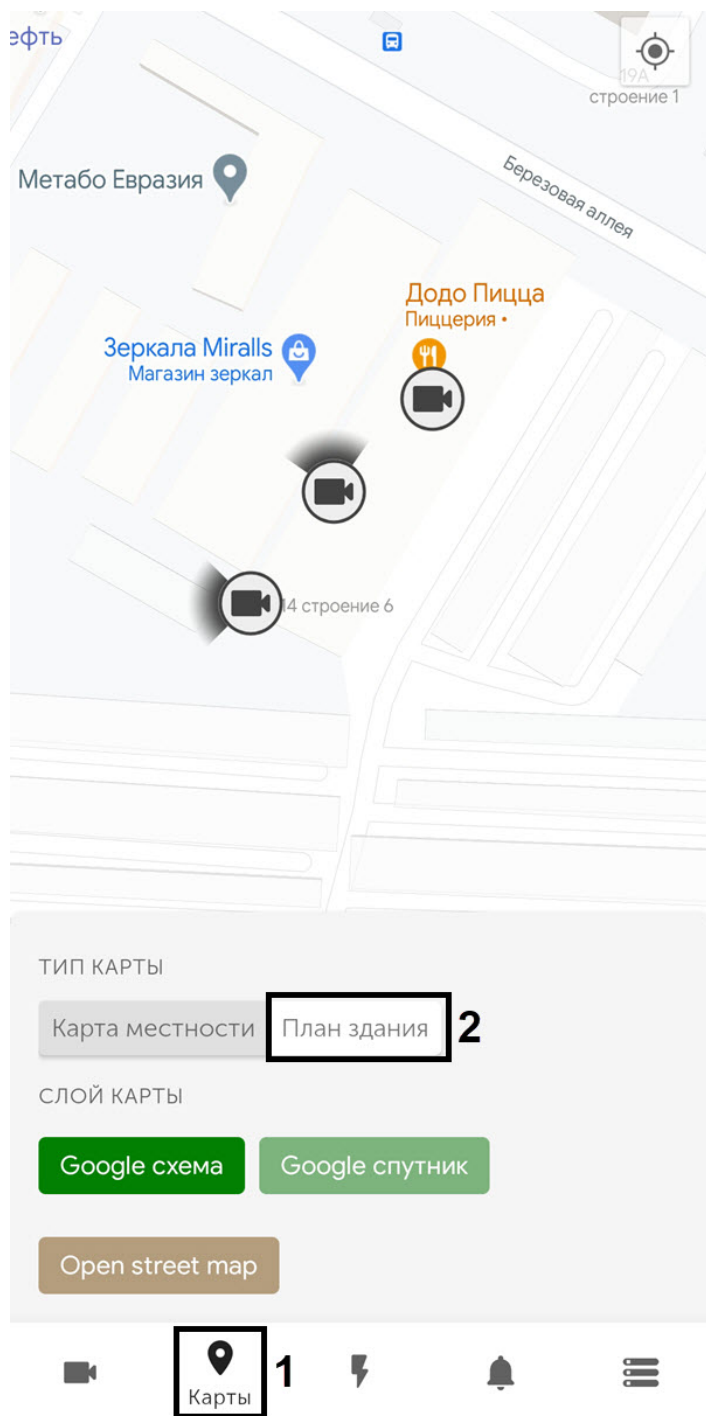 ефть
19А
строение 1
Метабо Евразия
Березовая аллея
Додо Пицца
Пиццерия •
Зеркала Miralls
Магазин зеркал
14 строение 6
ТИП КАРТЫ
Карта местности План здания 2
СЛОЙ КАРТЫ
Google схема Google спутник
Open street map
1
Карты